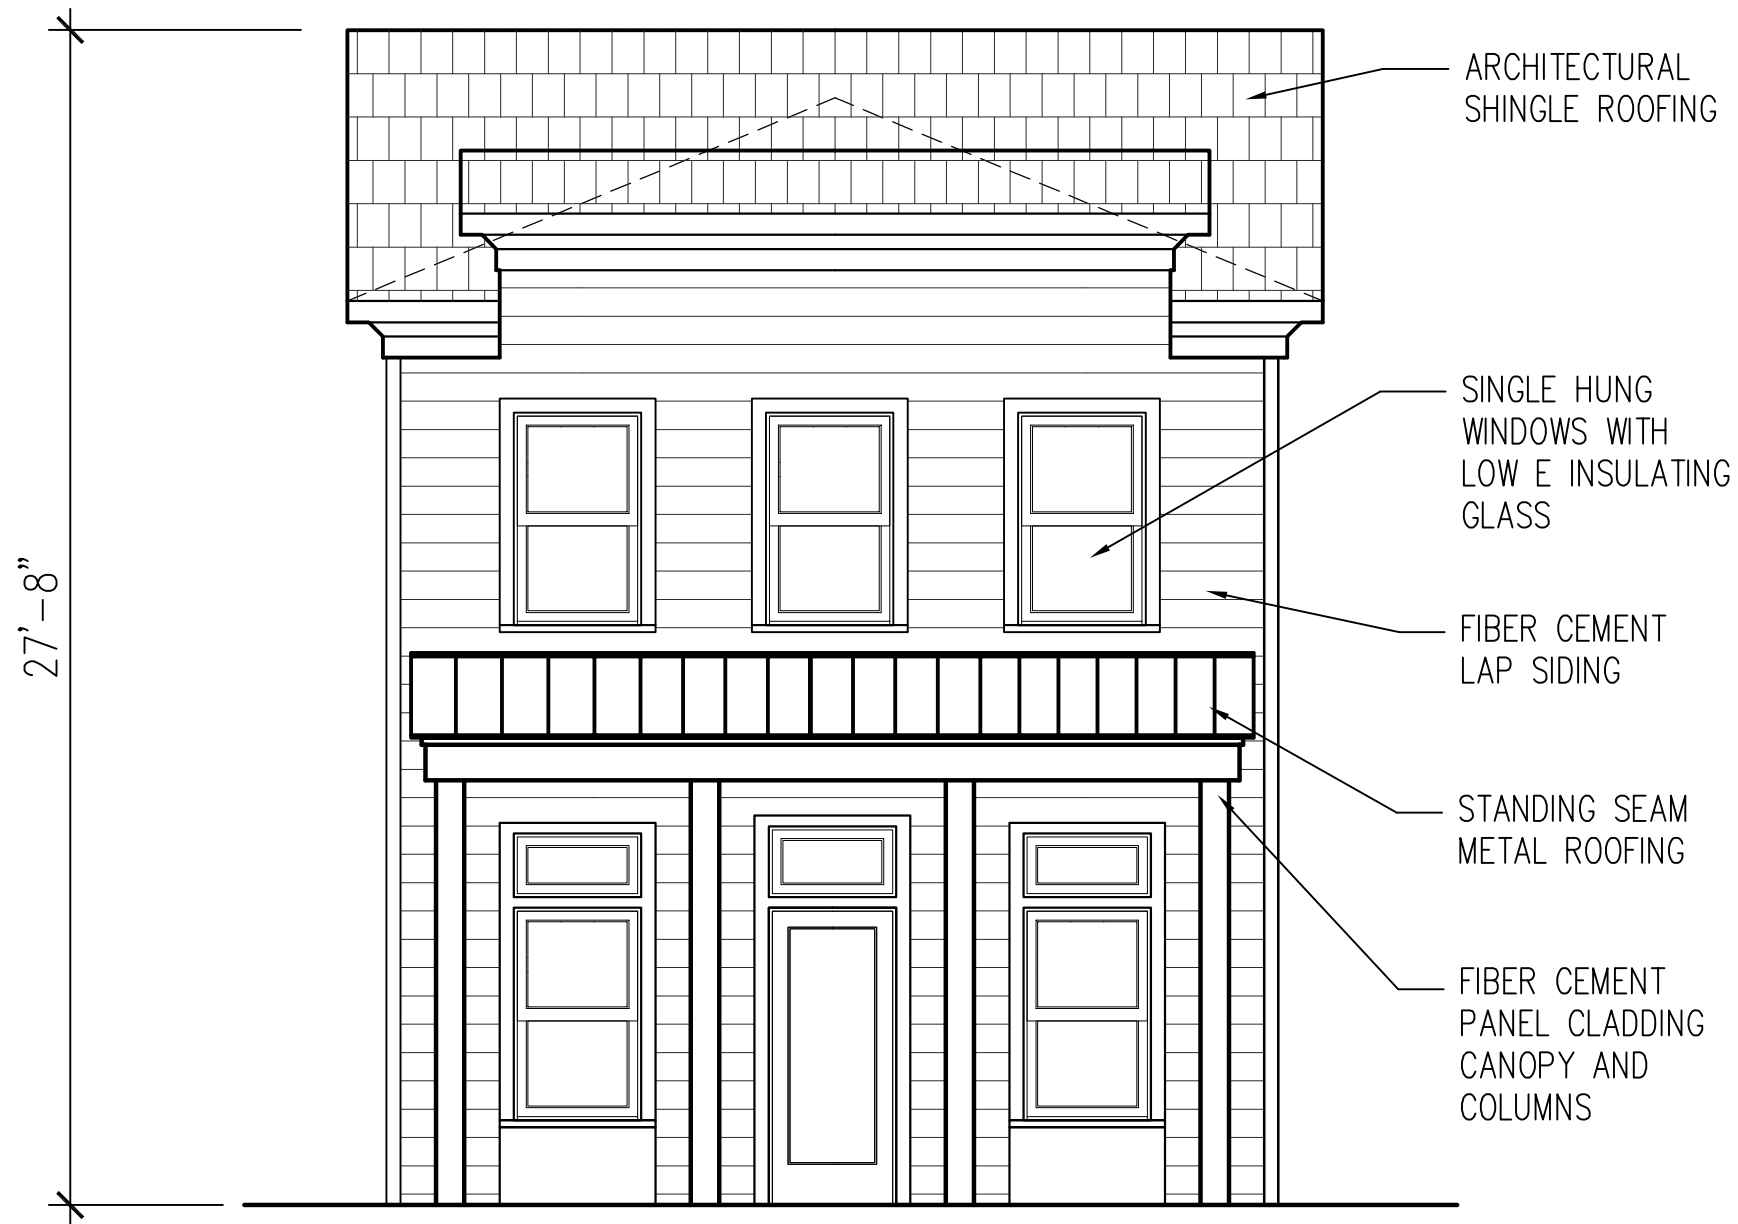 ARCHITECTURAL
SHINGLE ROOFING
SINGLE HUNG
WINDOWS WITH
LOW E INSULATING
GLASS
27'-8"
FIBER CEMENT
LAP SIDING
STANDING SEAM
METAL ROOFING
FIBER CEMENT
PANEL CLADDING
CANOPY AND
COLUMNS